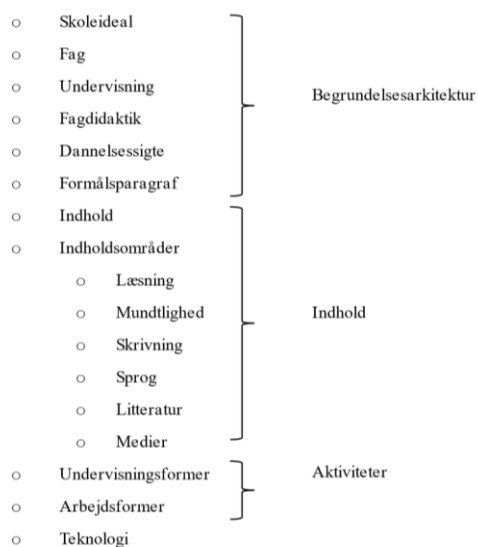 Skoleideal
Fag
Undervisning
Begrundelsesarkitektur
Fagdidaktik
Dannelsessigte
Formålsparagraf
Indhold
Indholdsområder
Læsning
Mundtlighed
Indhold
Skrivning
Sprog
Litteratur
Medier
Undervisningsformer
Aktiviteter
Arbejdsformer
Teknologi